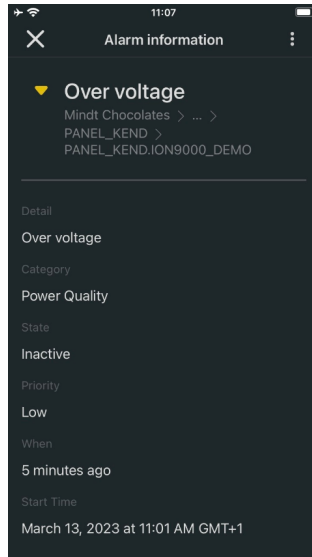 11:07
Alarm information
Over voltage
Mindt Chocolates > ... >
PANEL_KEND >
PANEL_KEND.ION9000_DEMO
Detail
Over voltage
Category
Power Quality
State
Inactive
Priority
Low
When
5 minutes ago
Start Time
March 13, 2023 at 11:01 AM GMT+1